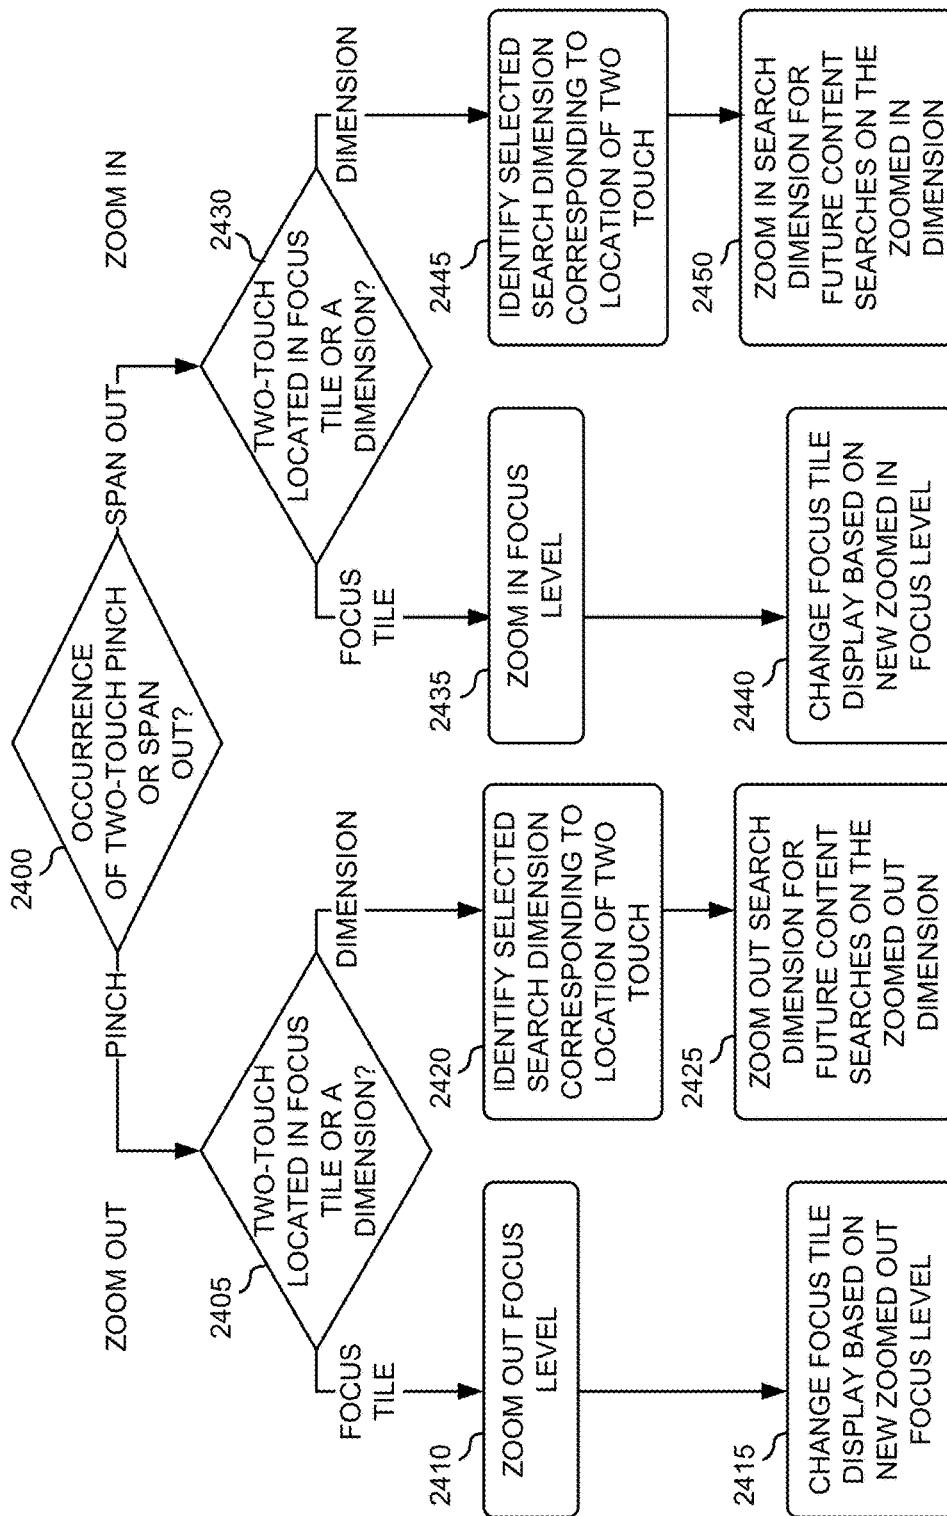 2400
OCCURRENCE
OF TWO-TOUCH PINCH
OR SPAN
OUT?
PINCH
SPAN OUT
ZOOM OUT
ZOOM IN
2405
TWO-TOUCH
LOCATED IN FOCUS
TILE OR A
DIMENSION?
FOCUS
TILE
DIMENSION
2410
ZOOM OUT FOCUS
LEVEL
2415
CHANGE FOCUS TILE
DISPLAY BASED ON
NEW ZOOMED OUT
FOCUS LEVEL
2420
IDENTIFY SELECTED
SEARCH DIMENSION
CORRESPONDING TO
LOCATION OF TWO
TOUCH
2425
ZOOM OUT SEARCH
DIMENSION FOR
FUTURE CONTENT
SEARCHES ON THE
ZOOMED OUT
DIMENSION
2430
TWO-TOUCH
LOCATED IN FOCUS
TILE OR A
DIMENSION?
FOCUS
TILE
DIMENSION
2435
ZOOM IN FOCUS
LEVEL
2440
CHANGE FOCUS TILE
DISPLAY BASED ON
NEW ZOOMED IN
FOCUS LEVEL
2445
IDENTIFY SELECTED
SEARCH DIMENSION
CORRESPONDING TO
LOCATION OF TWO
TOUCH
2450
ZOOM IN SEARCH
DIMENSION FOR
FUTURE CONTENT
SEARCHES ON THE
ZOOMED IN
DIMENSION